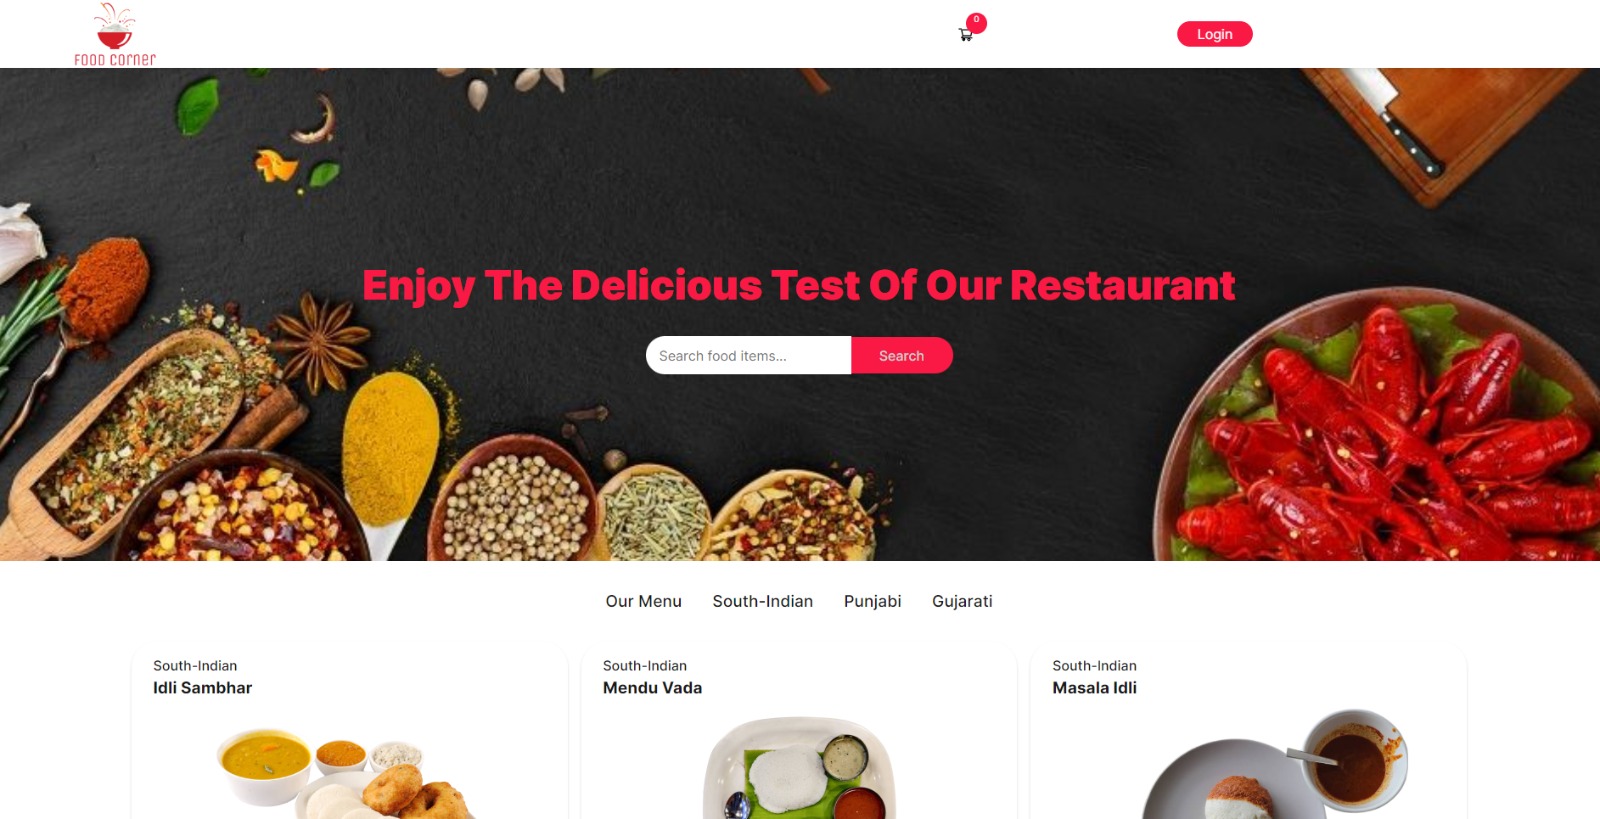 FOOD CORNER
0
Login
Enjoy The Delicious Test Of Our Restaurant
Search food items...
Search
Our Menu South-Indian Punjabi Gujarati
South-Indian
Idli Sambhar
South-Indian
Mendu Vada
South-Indian
Masala Idli